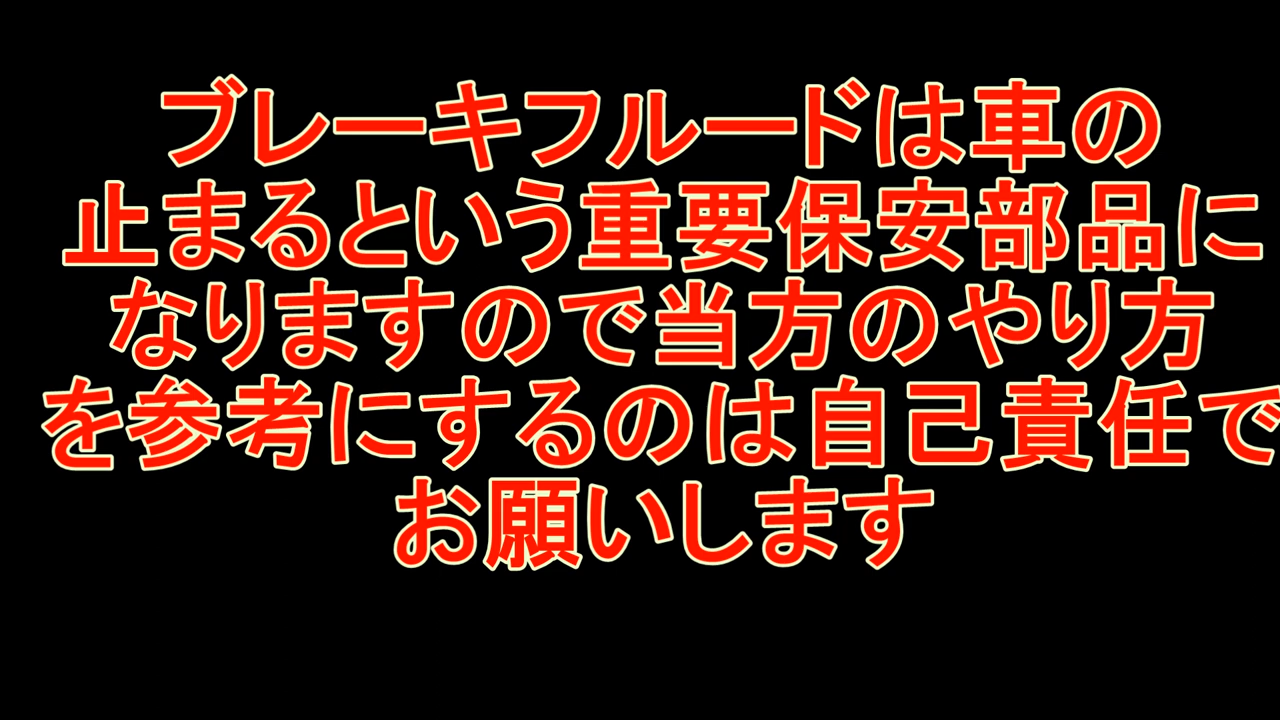 ブレーキフルードは車の
止まるという重要保安部品に
なりますので当方のやり方
を参考にするのは自己責任で
お願いします